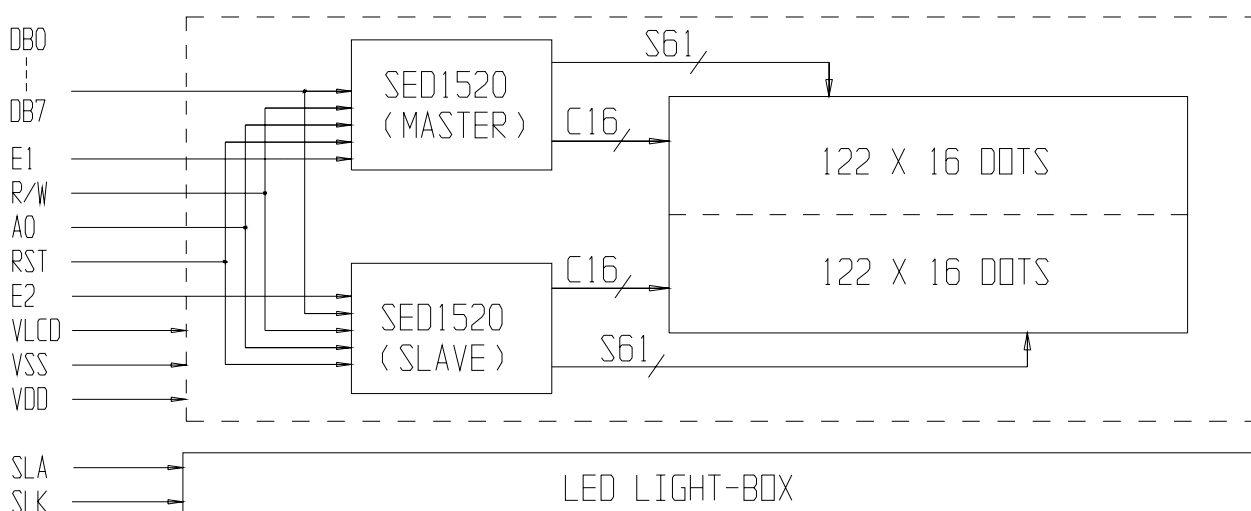 DB0
DB7
E1
R/W
A0
RST
E2
VLCD
VSS
VDD
SLA
SLK
SED1520
(MASTER)
S61
C16
122 X 16 DOTS
122 X 16 DOTS
C16
SED1520
(SLAVE)
S61
LED LIGHT-BOX